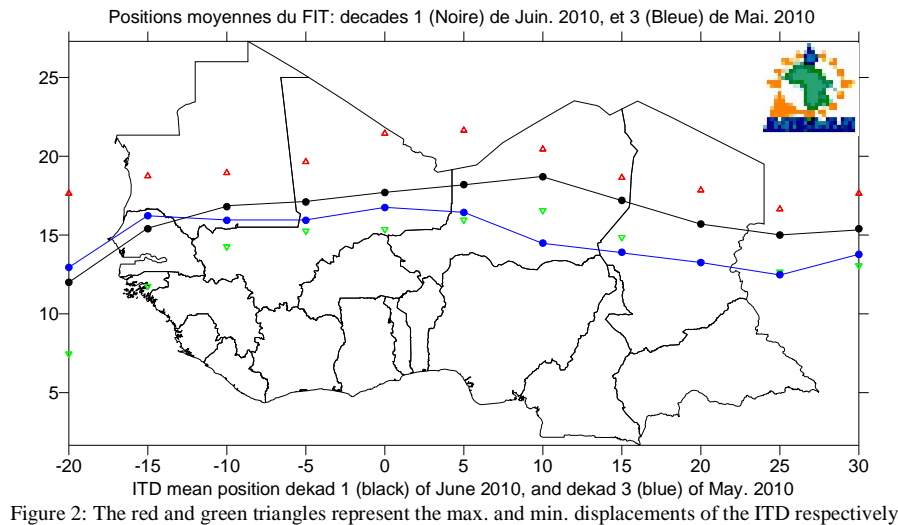 Positions moyennes du FIT: decades 1 (Noire) de Juin. 2010, et 3 (Bleue) de Mai. 2010
25
20
15
10
5
-20 -15 -10 -5 0 5 10 15 20 25 30
ITD mean position dekad 1 (black) of June 2010, and dekad 3 (blue) of May. 2010
Figure 2: The red and green triangles represent the max. and min. displacements of the ITD respectively